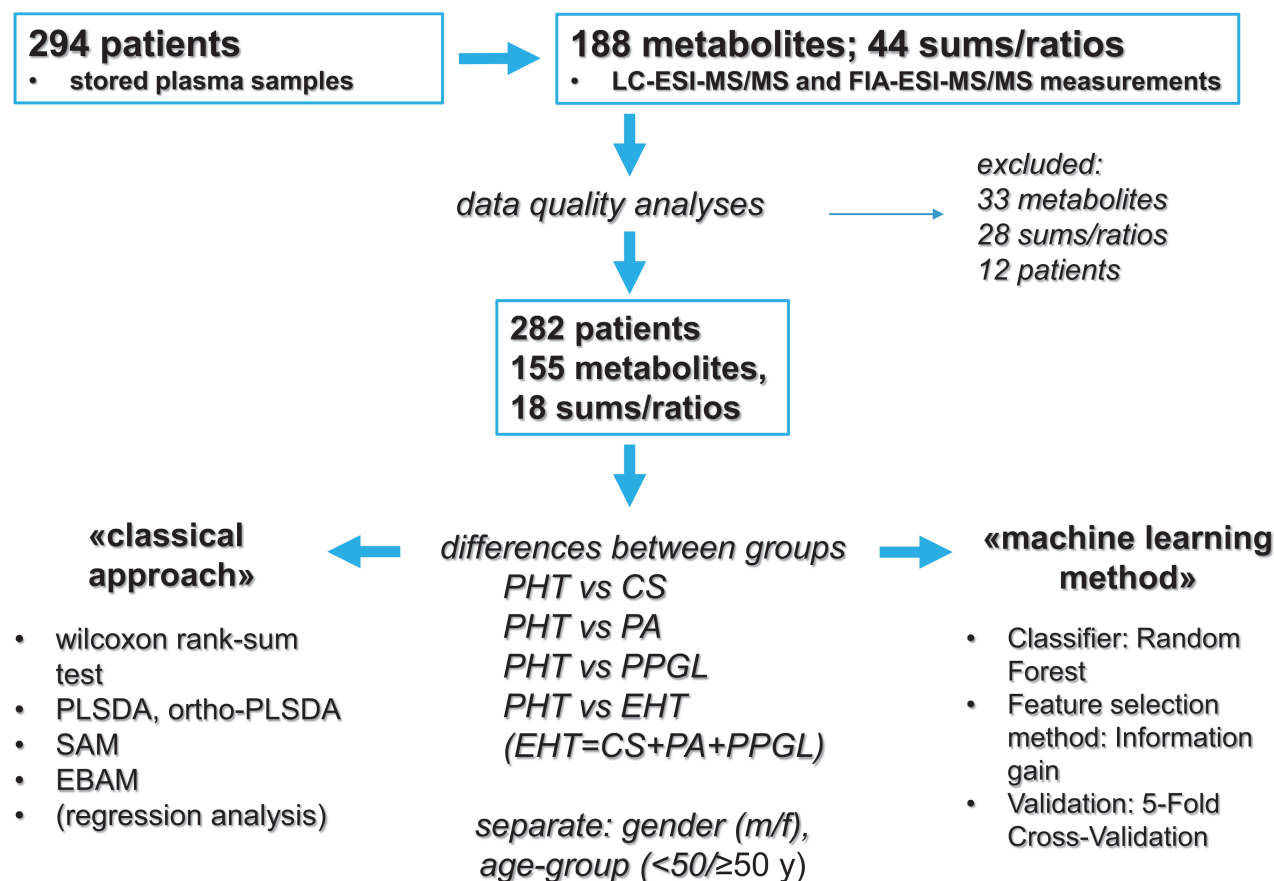 294 patients
• stored plasma samples
188 metabolites; 44 sums/ratios
• LC-ESI-MS/MS and FIA-ESI-MS/MS measurements
data quality analyses
excluded:
33 metabolites
28 sums/ratios
12 patients
282 patients
155 metabolites,
18 sums/ratios
«classical
approach»
• wilcoxon rank-sum
test
• PLSDA, ortho-PLSDA
• SAM
• EBAM
• (regression analysis)
differences between groups
PHT vs CS
PHT vs PA
PHT vs PPGL
PHT vs EHT
(EHT=CS+PA+PPGL)
separate: gender (m/f),
age-group (<50/≥50 y)
«machine learning
method»
• Classifier: Random
Forest
• Feature selection
method: Information
gain
• Validation: 5-Fold
Cross-Validation